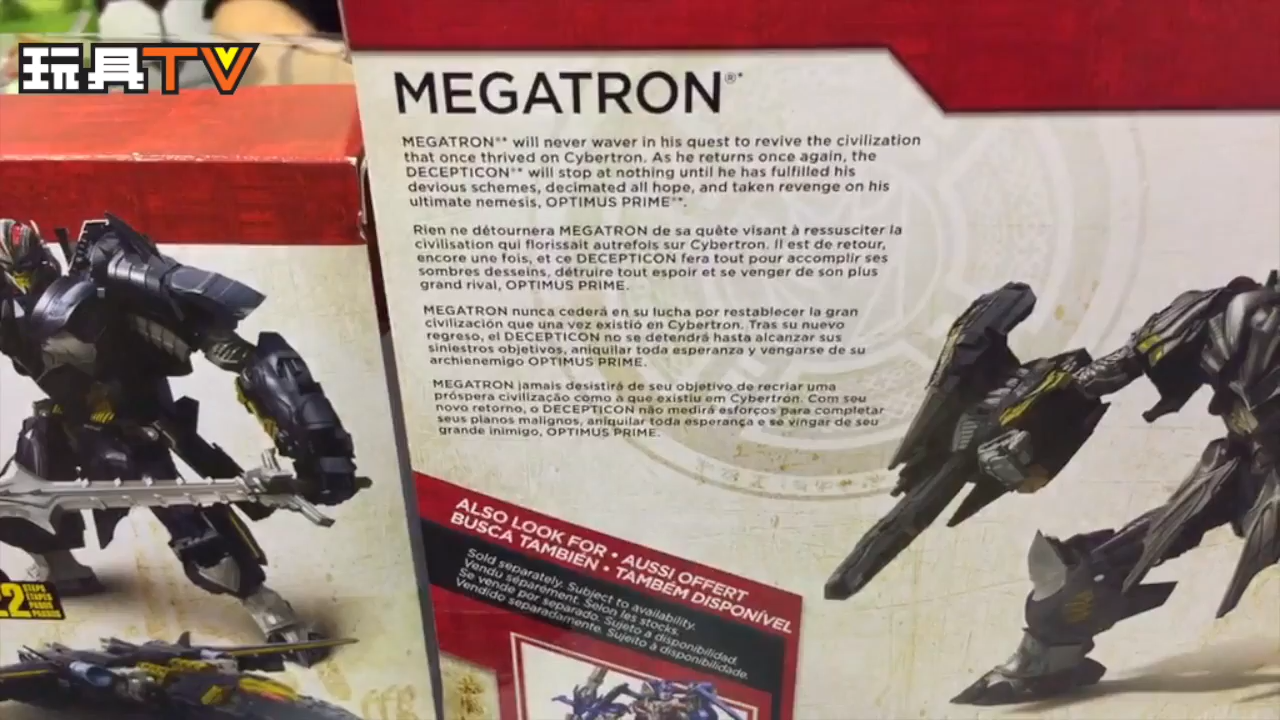 玩具TV
MEGATRON®*
MEGATRON** will never waver in his quest to revive the civilization
that once thrived on Cybertron. As he returns once again, the
DECEPTICON** will stop at nothing until he has fulfilled his
devious schemes, decimated all hope, and taken revenge on his
ultimate nemesis, OPTIMUS PRIME**.
Rien ne détournera MEGATRON de sa quête visant à ressusciter la
civilisation qui florissait autrefois sur Cybertron. Il est de retour,
encore une fois, et ce DECEPTICON fera tout pour accomplir ses
sombres desseins, détruire tout espoir et se venger de son plus
grand rival, OPTIMUS PRIME.
MEGATRON nunca cederá en su lucha por restablecer la gran
civilización que una vez existió en Cybertron. Tras su nuevo
regreso, el DECEPTICON no se detendrá hasta alcanzar sus
siniestros objetivos, aniquilar toda esperanza y vengarse de su
archienemigo OPTIMUS PRIME.
MEGATRON jamais desistirá de seu objetivo de recriar uma
próspera civilização como a que existiu em Cybertron. Com seu
novo retorno, o DECEPTICON não medirá esforços para completar
seus planos malignos, aniquilar toda esperança e se vingar de seu
grande inimigo, OPTIMUS PRIME.
ALSO LOOK FOR • AUSSI OFFERT
BUSCA TAMBIÉN • TAMBÉM DISPONÍVEL
Sold separately. Subject to availability.
Vendu séparément. Selon les stocks.
Se vende por separado. Sujeto a disponibilidad.
Vendido separadamente. Sujeito à disponibilidade.
22
STEPS
ÉTAPES
PASOS
PASSOS